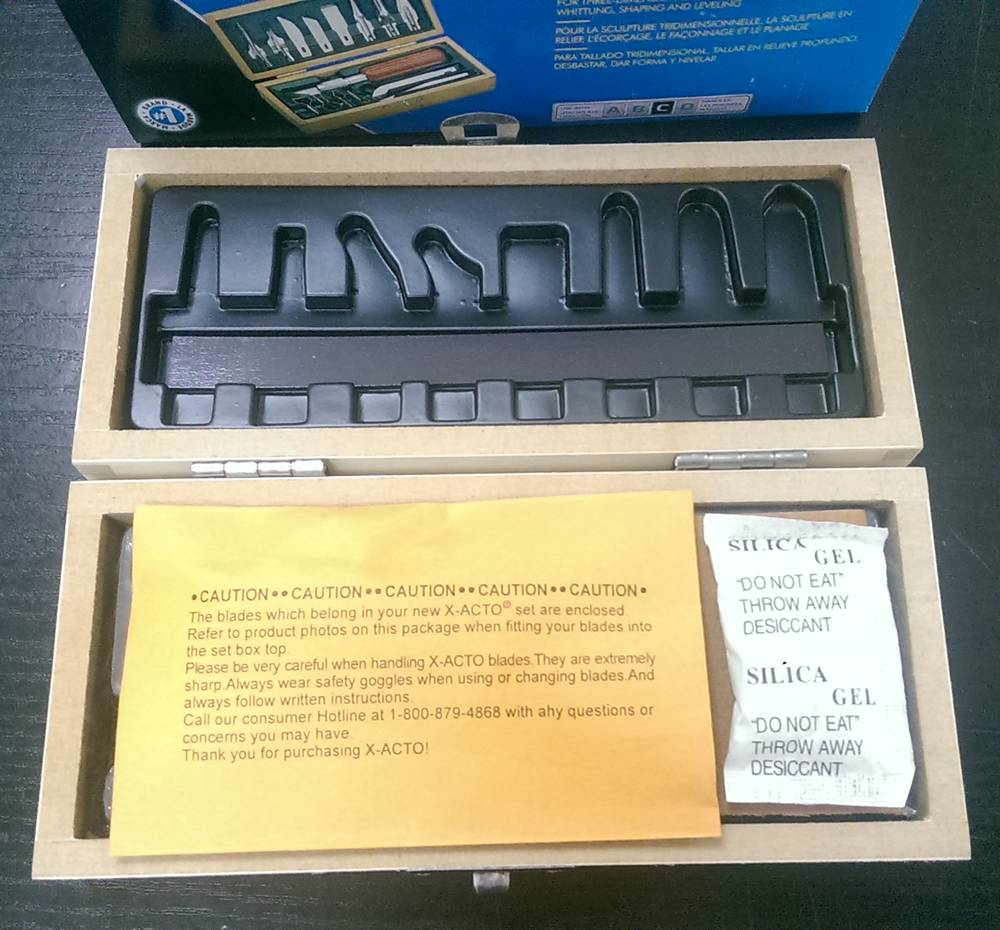 FOR THREE-DIMEN
WHITTLING, SHAPING AND LEVELING
POUR LA SCULPTURE TRIDIMENSIONNELLE, LA SCULPTURE EN
RELIEF, L'ÉCORÇAGE, LE FAÇONNAGE ET LE PLANADE
PARA TALLADO TRIDIMENSIONAL, TALLAR EN RELIEVE PROFUNDO,
DESBASTAR, DAR FORMA Y NIVELAR
BRAND
#1
A B C D
•CAUTION•• CAUTION•• CAUTION••CAUTION•• CAUTION•
The blades which belong in your new X-ACTO® set are enclosed.
Refer to product photos on this package when fitting your blades into
the set box top.
Please be very careful when handling X-ACTO blades.They are extremely
sharp.Always wear safety goggles when using or changing blades.And
always follow written instructions.
Call our consumer Hotline at 1-800-879-4868 with ahy questions or
concerns you may have.
Thank you for purchasing X-ACTO!
SILICA
GEL
"DO NOT EAT"
THROW AWAY
DESICCANT
SILICA
GEL
"DO NOT EAT"
THROW AWAY
DESICCANT